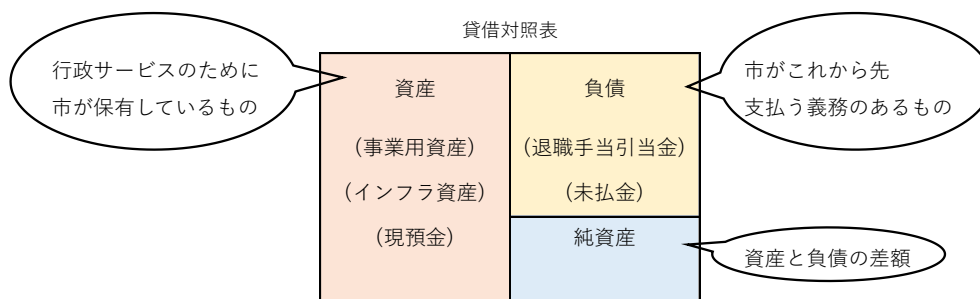 貸借対照表
行政サービスのために
市が保有しているもの
資産
(事業用資産)
(インフラ資産)
(現預金)
負債
(退職手当引当金)
(未払金)
純資産
市がこれから先
支払う義務のあるもの
資産と負債の差額